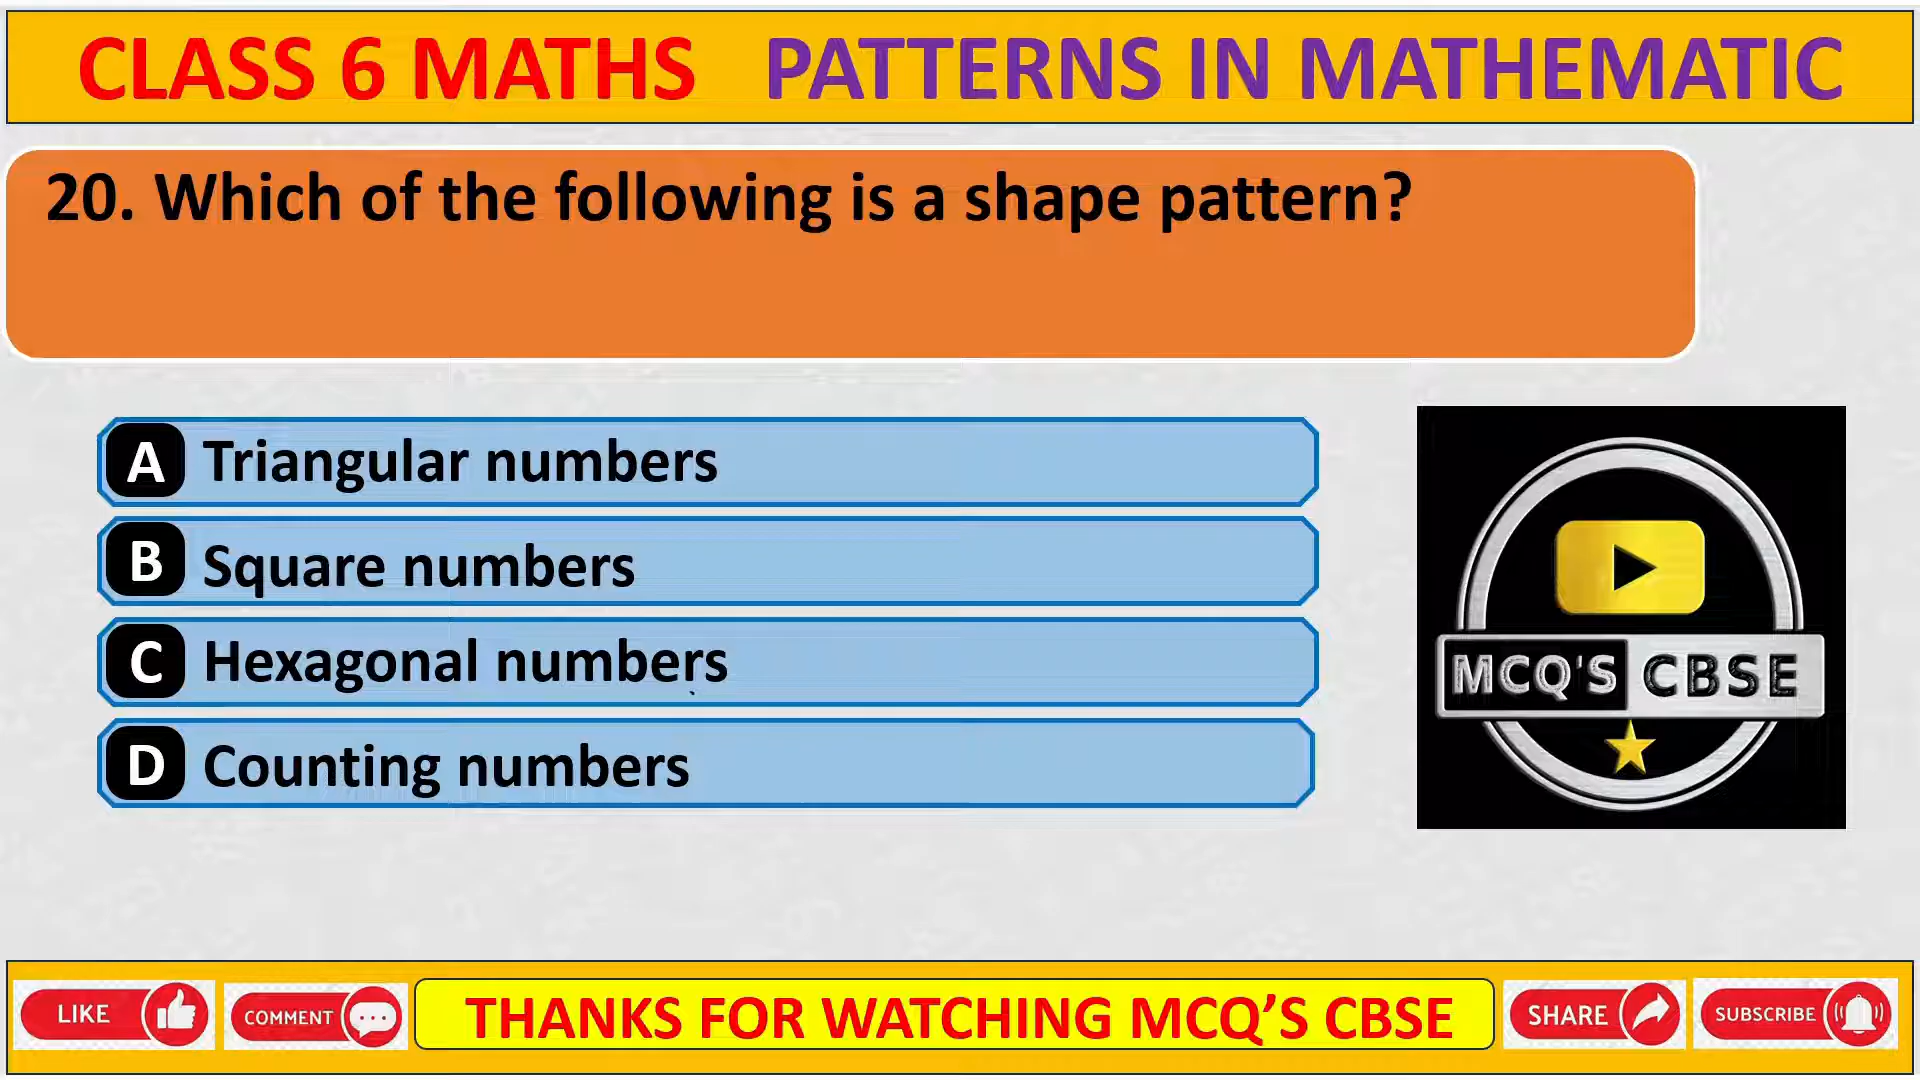 CLASS 6 MATHS PATTERNS IN MATHEMATIC
20. Which of the following is a shape pattern?
A Triangular numbers
B Square numbers
C Hexagonal numbers
D Counting numbers
MCQ'S CBSE
LIKE
COMMENT
THANKS FOR WATCHING MCQ’S CBSE
SHARE
SUBSCRIBE